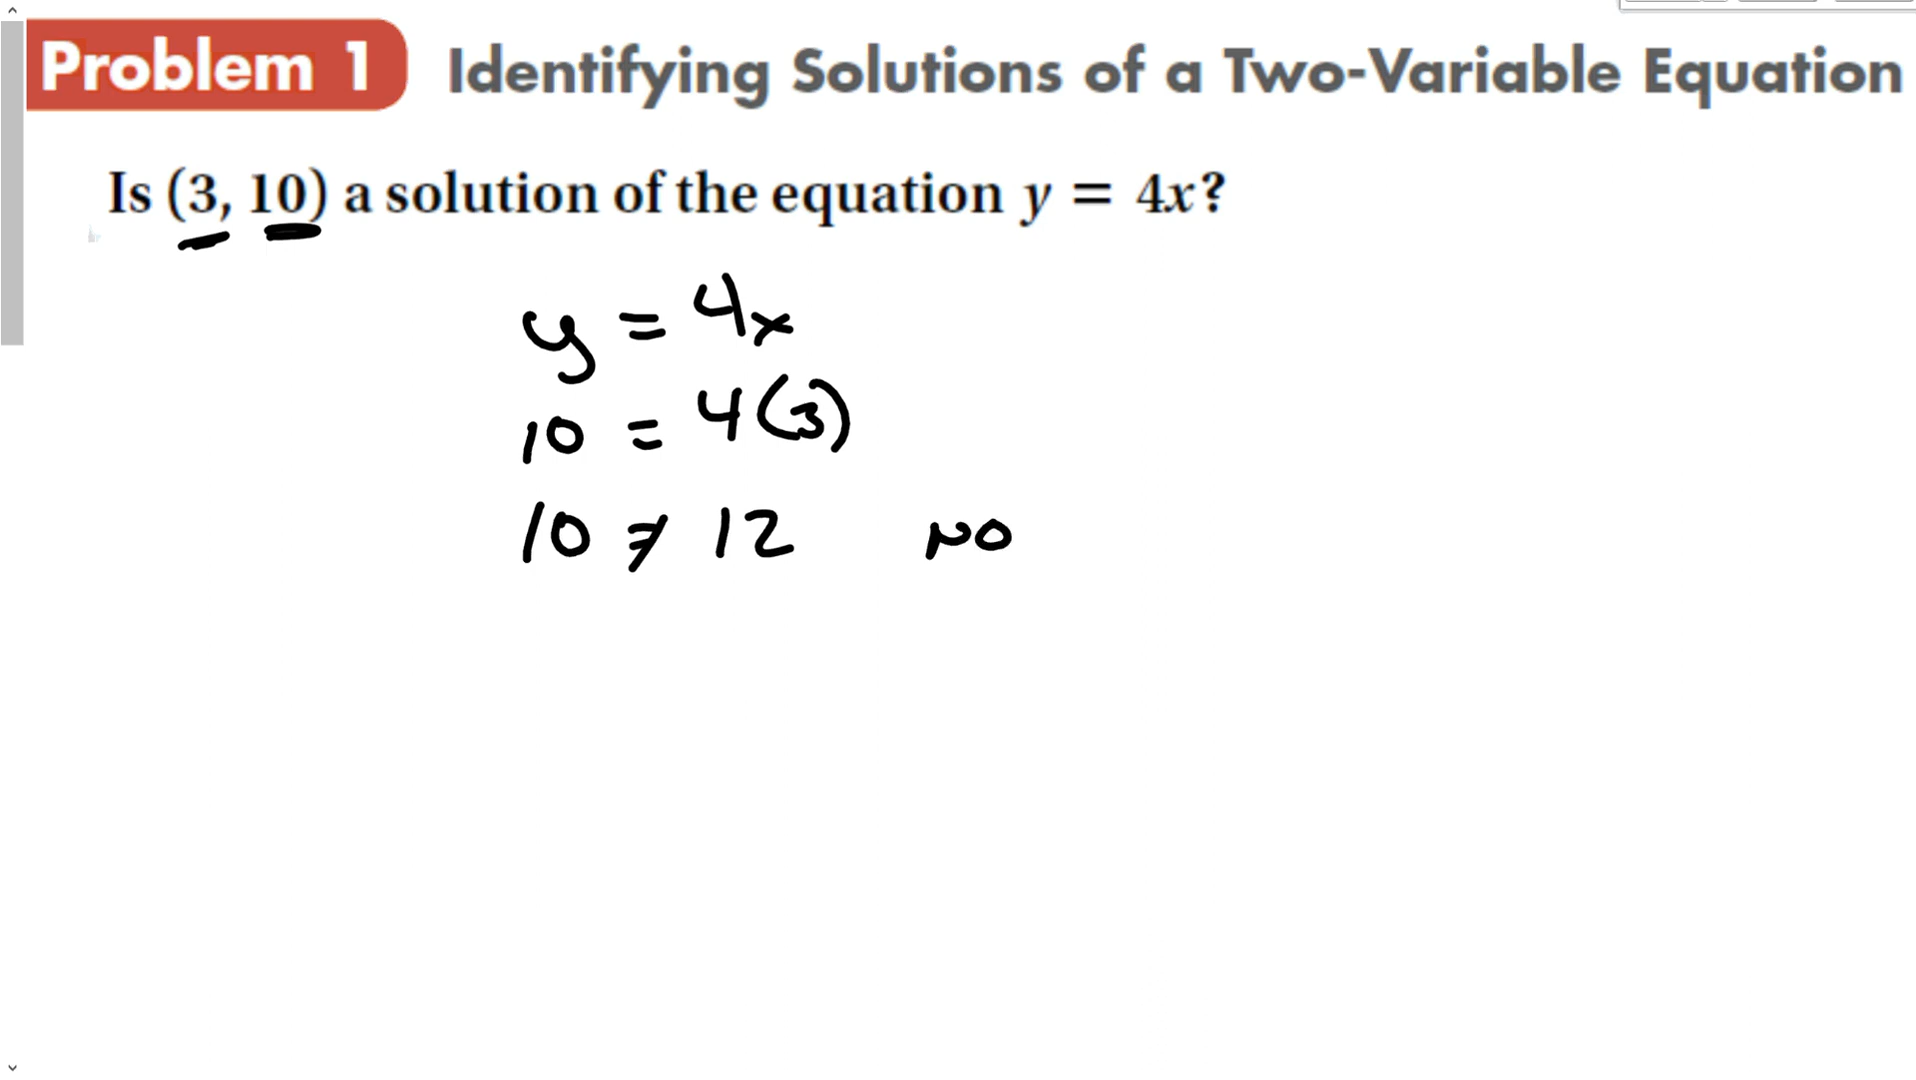 Problem 1 Identifying Solutions of a Two-Variable Equation
Is (3, 10) a solution of the equation y = 4x?
y = 4x
10 = 4(3)
10 ≠ 12 NO